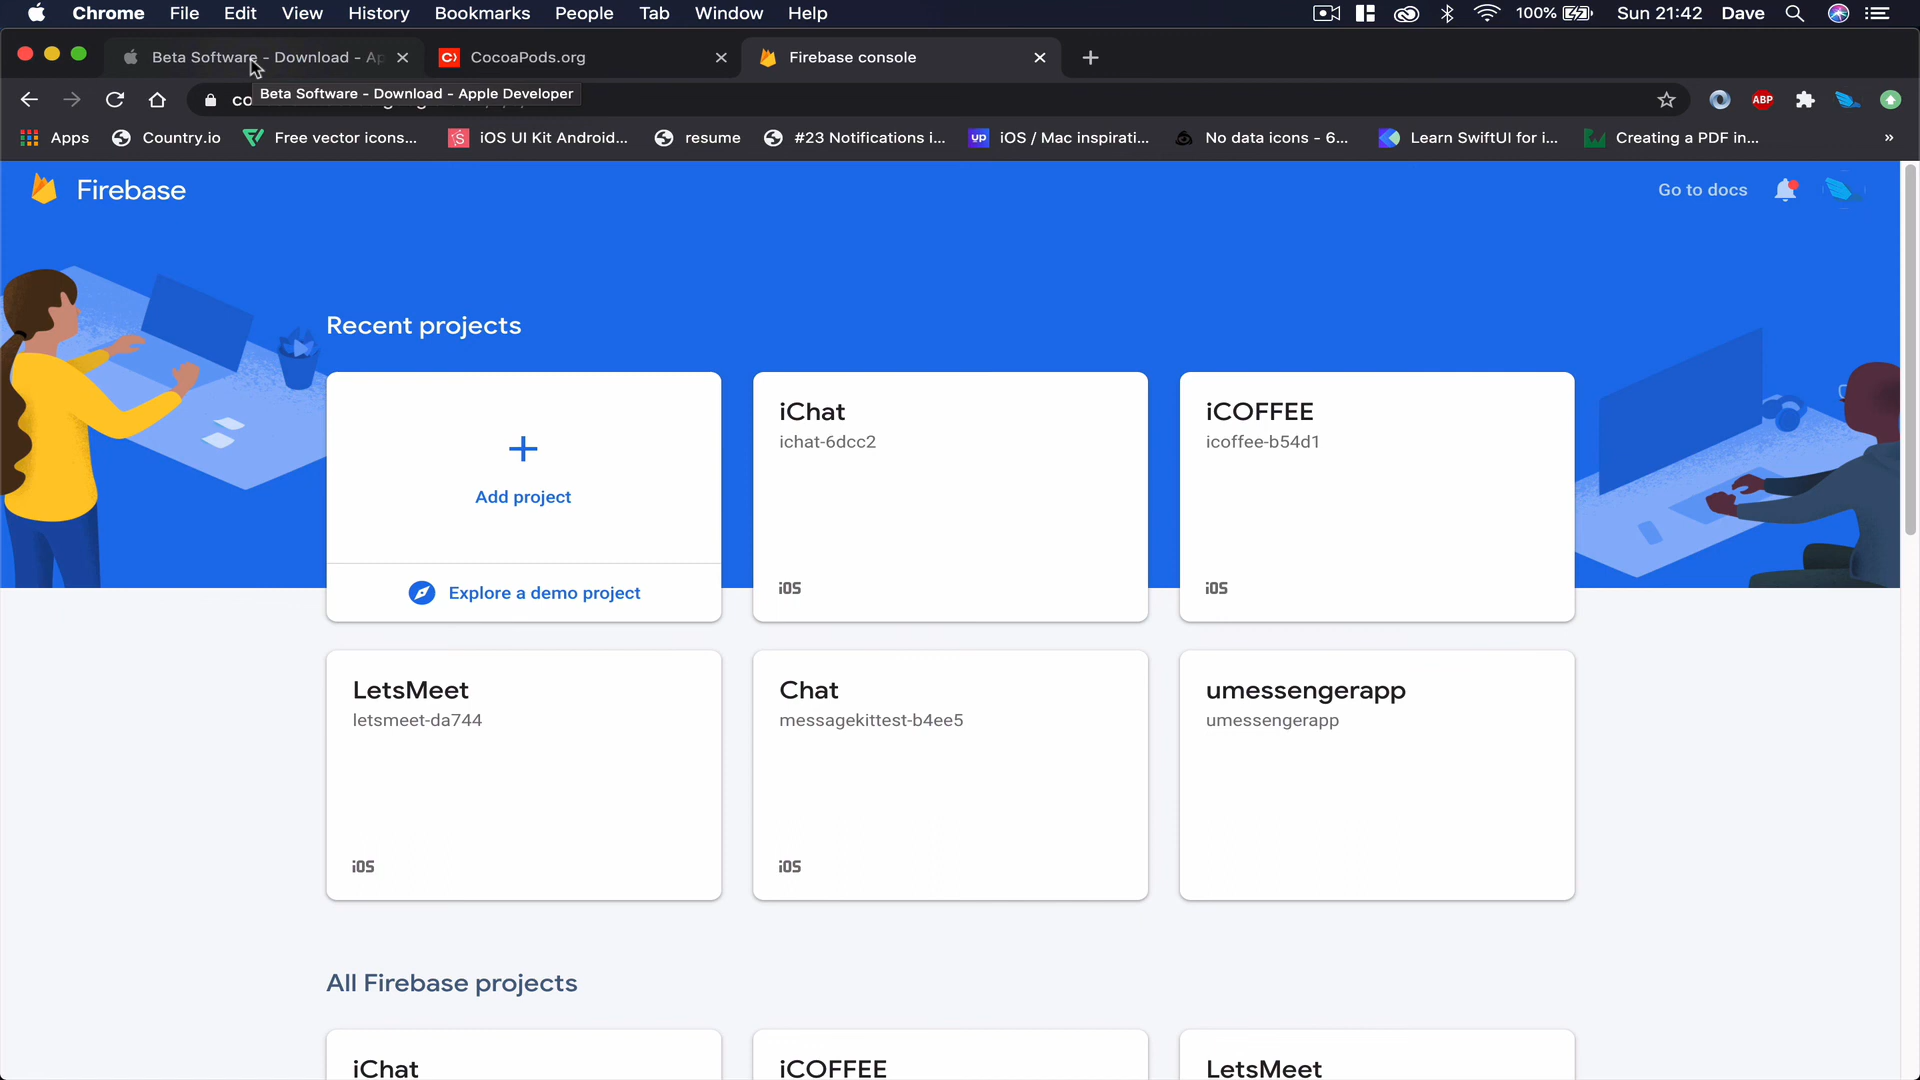 Chrome File Edit View History Bookmarks People Tab Window Help 100% Sun 21:42 Dave
Beta Software - Download - Ap CocoaPods.org Firebase console
Beta Software - Download - Apple Developer
Apps Country.io Free vector icons... iOS UI Kit Android... resume #23 Notifications i... up iOS / Mac inspirati... No data icons - 6... Learn SwiftUI for i... Creating a PDF in... »
ABP
Firebase Go to docs
Recent projects
Add project
Explore a demo project
iChat
ichat-6dcc2
iOS
iCOFFEE
icoffee-b54d1
iOS
LetsMeet
letsmeet-da744
iOS
Chat
messagekittest-b4ee5
iOS
umessengerapp
umessengerapp
All Firebase projects
iChat iCOFFEE LetsMeet